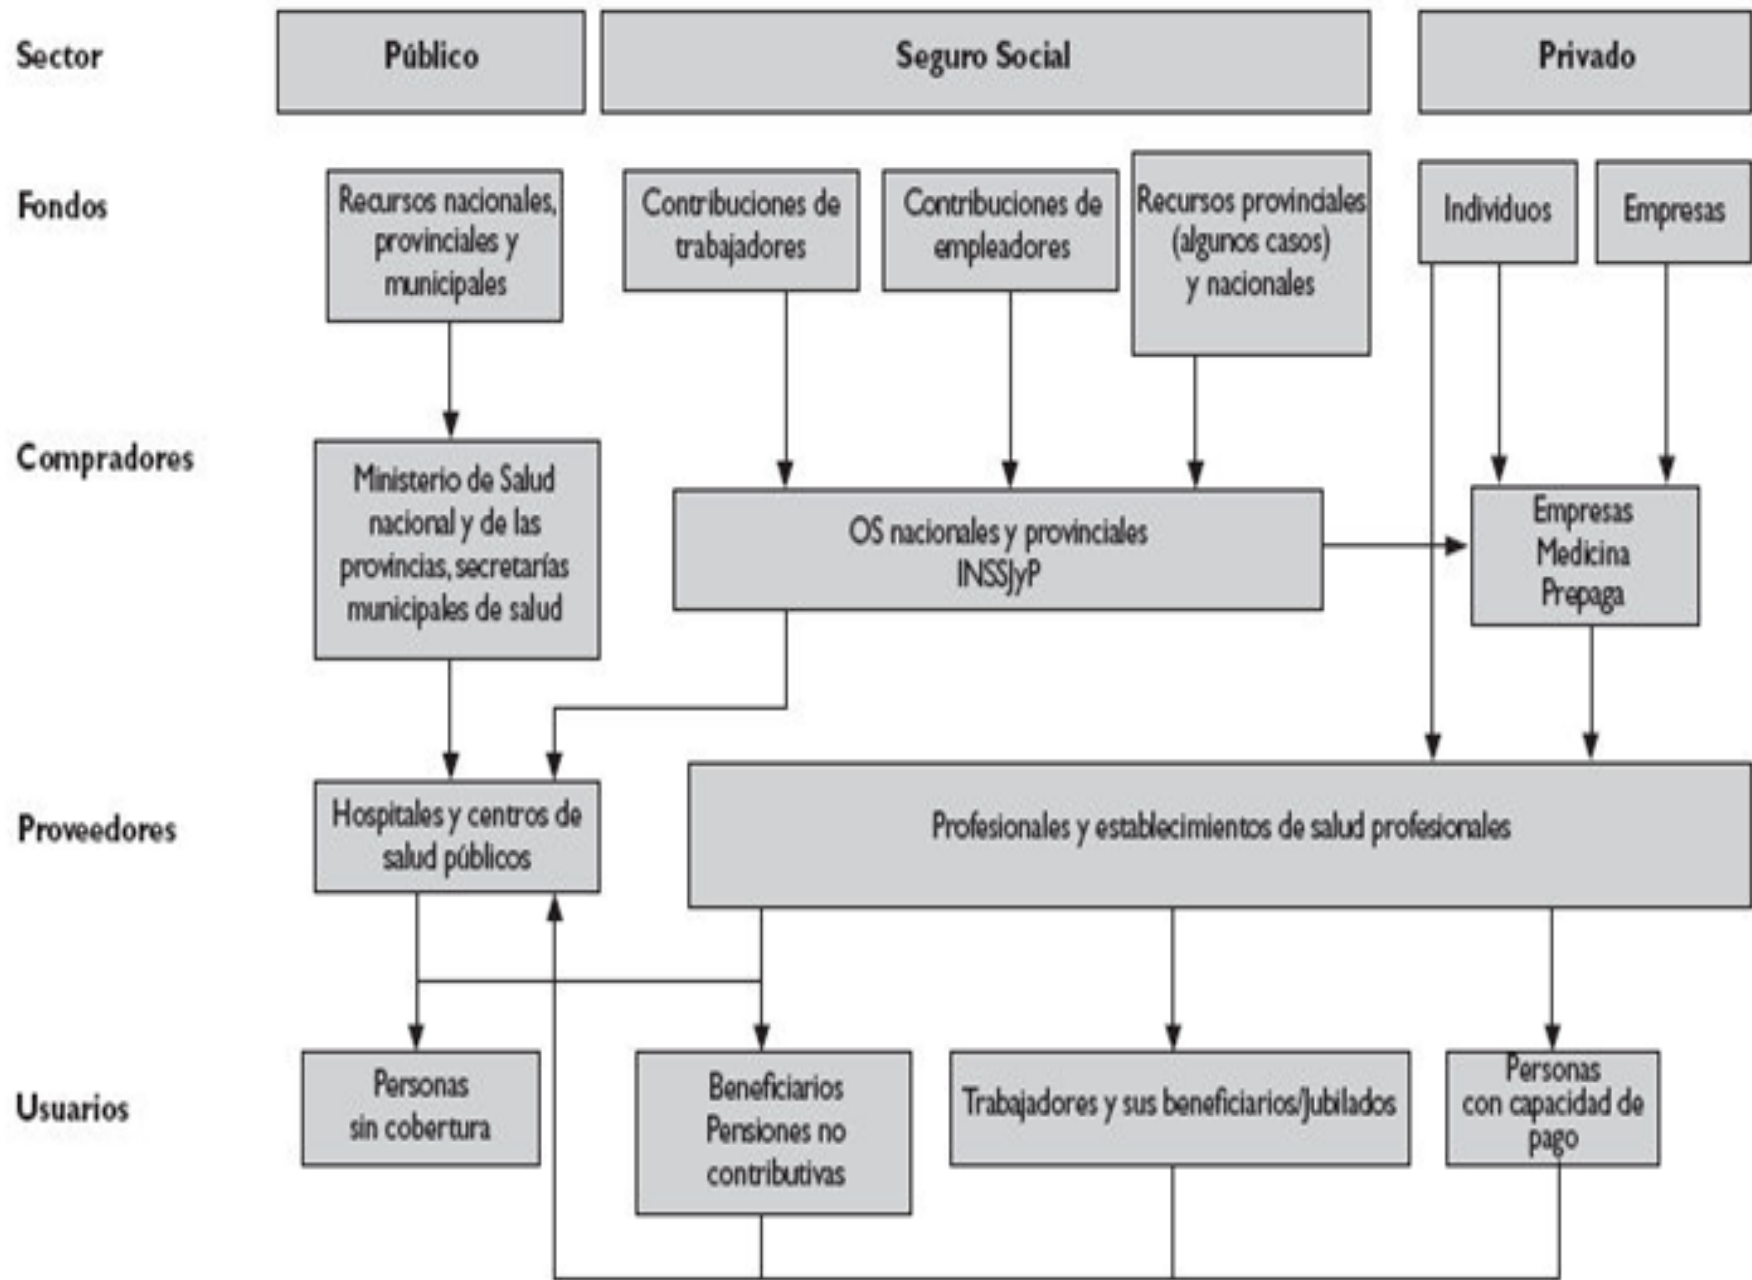 Sector
Público
Seguro Social
Privado
Fondos
Recursos nacionales,
provinciales y
municipales
Contribuciones de
trabajadores
Contribuciones de
empleadores
Recursos provinciales
(algunos casos)
y nacionales
Individuos
Empresas
Compradores
Ministerio de Salud
nacional y de las
provincias, secretarías
municipales de salud
OS nacionales y provinciales
INSSJyP
Empresas
Medicina
Prepaga
Proveedores
Hospitales y centros de
salud públicos
Profesionales y establecimientos de salud profesionales
Usuarios
Personas
sin cobertura
Beneficiarios
Pensiones no
contributivas
Trabajadores y sus beneficiarios/Jubilados
Personas
con capacidad de
pago